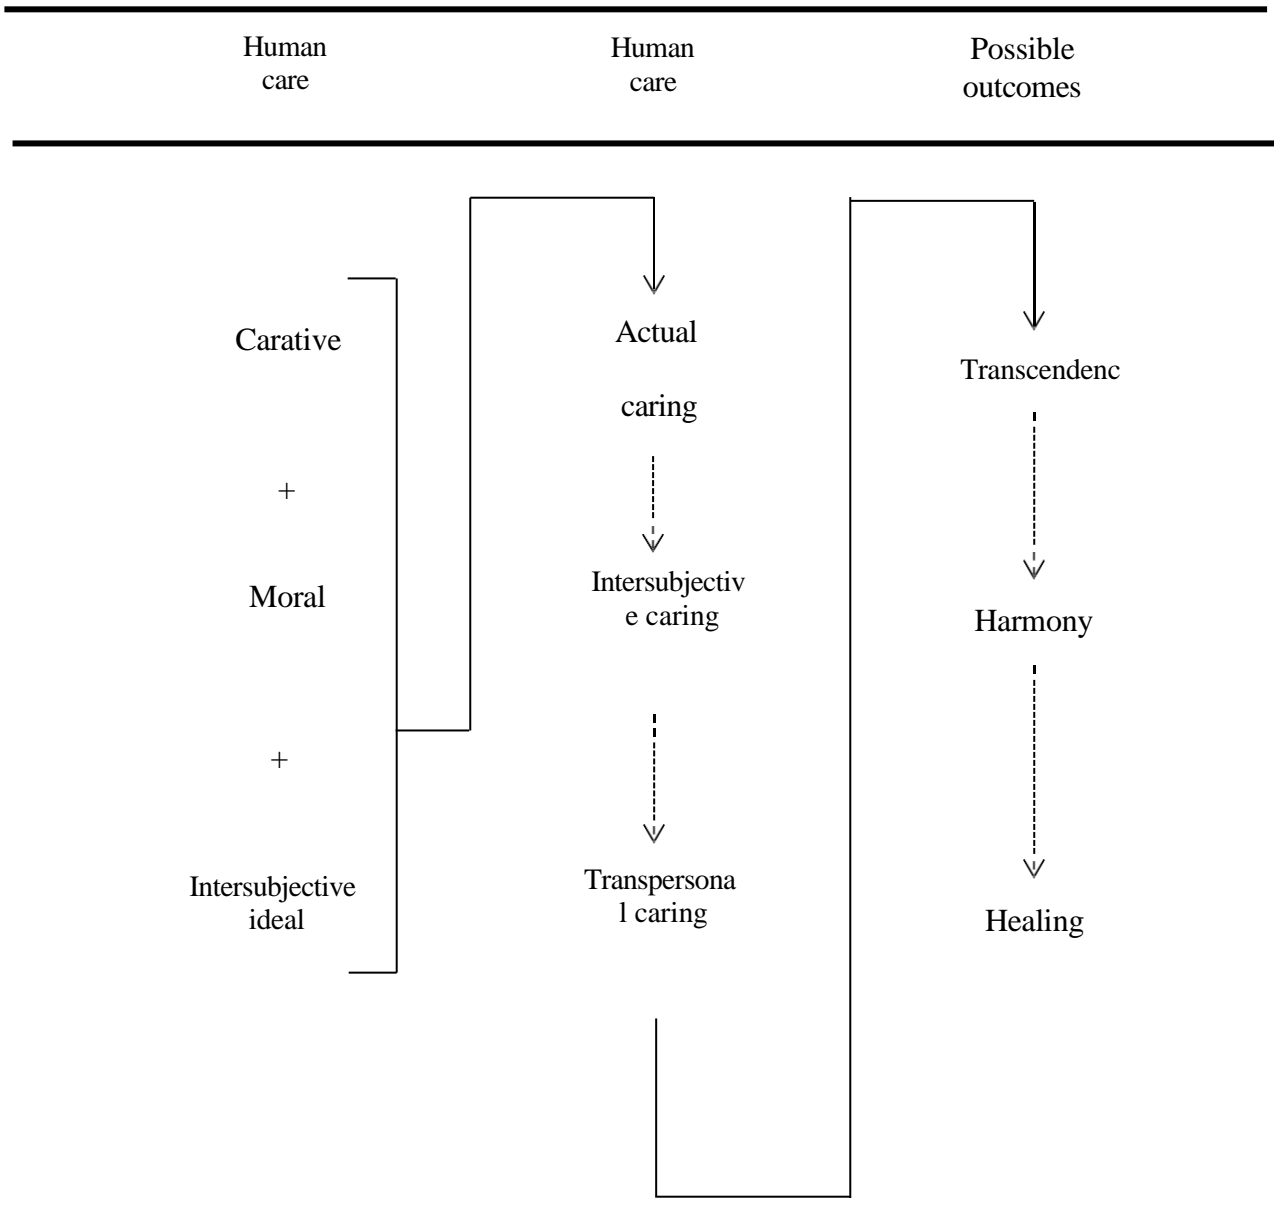 Human
care
Human
care
Possible
outcomes
Carative
+
Moral
+
Intersubjective
ideal
Actual
caring
Intersubjectiv
e caring
Transpersona
l caring
Transcendenc
Harmony
Healing